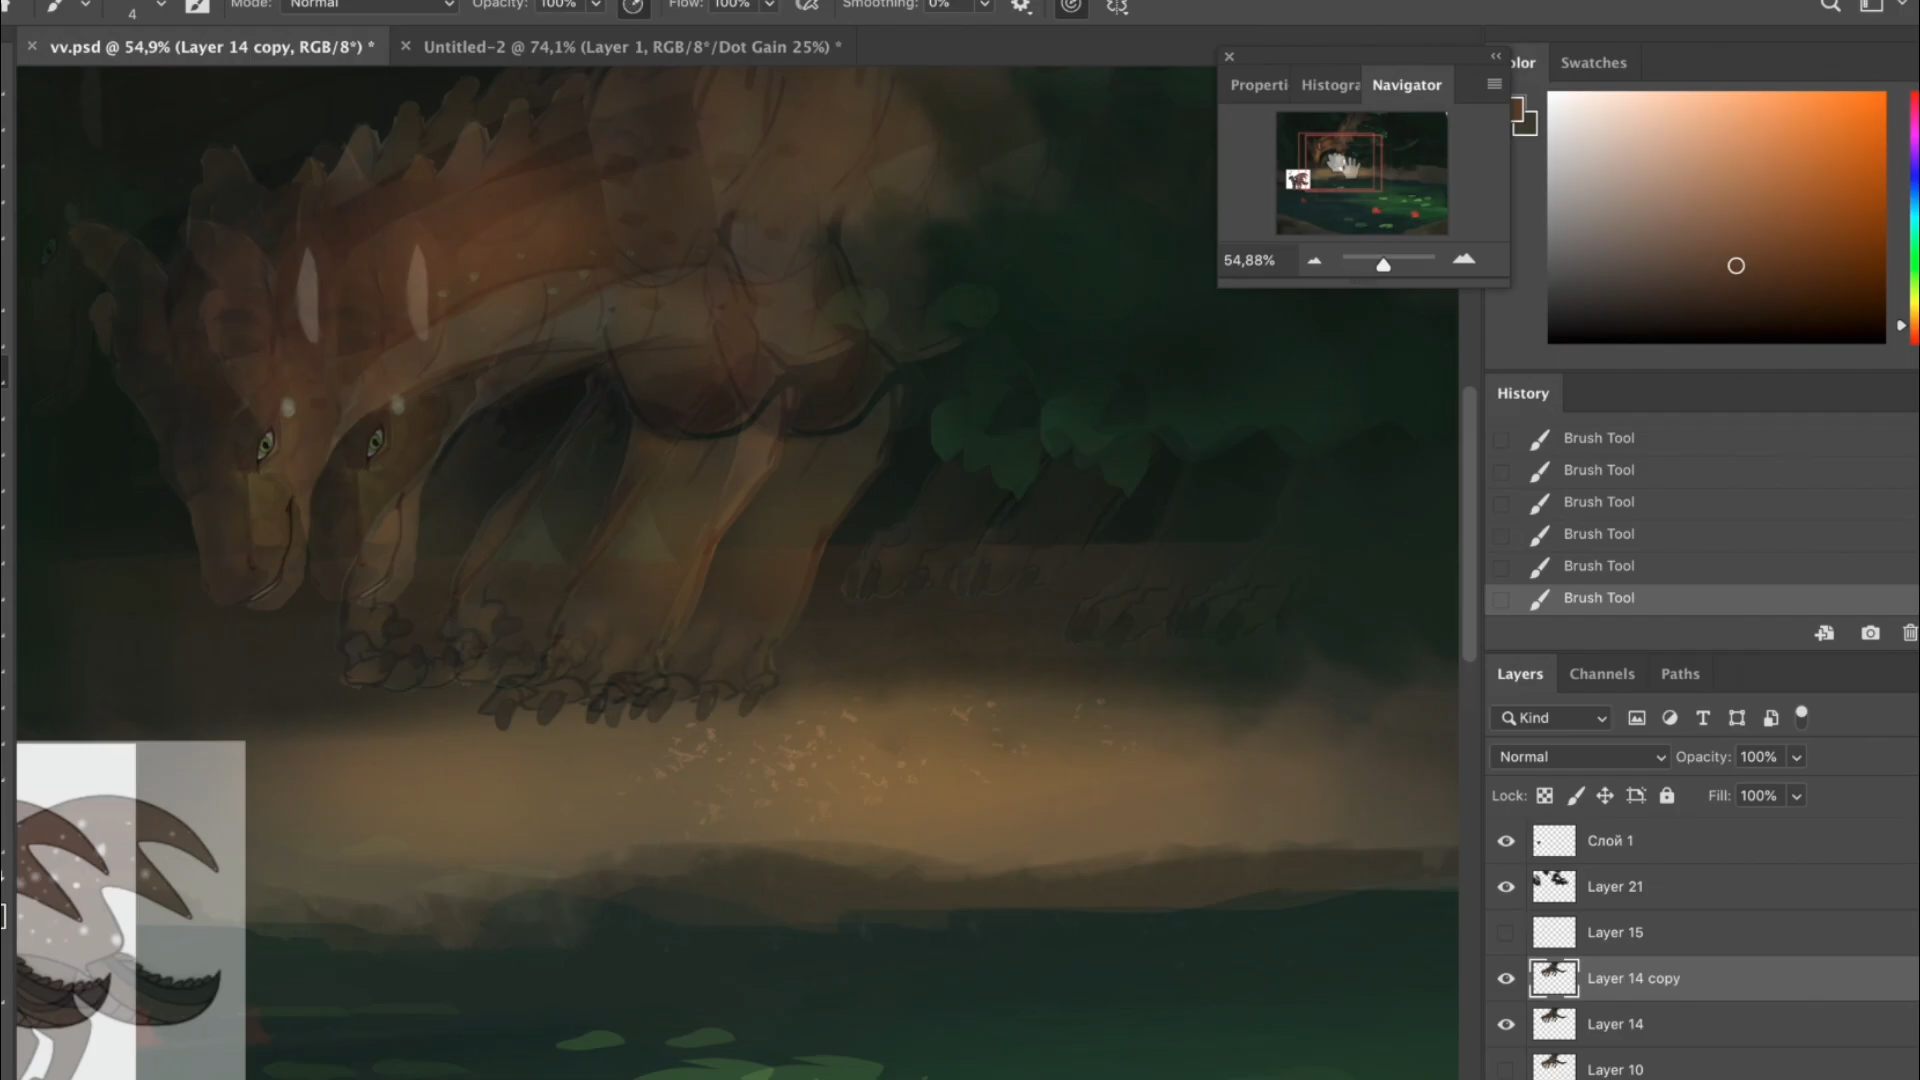 4 Mode: Normal Opacity: 100% Flow: 100% Smoothing: 0%
vv.psd @ 54,9% (Layer 14 copy, RGB/8*) * Untitled-2 @ 74,1% (Layer 1, RGB/8*/Dot Gain 25%) *
Properti Histogra Navigator
54,88%
olor Swatches
History
Brush Tool
Brush Tool
Brush Tool
Brush Tool
Brush Tool
Brush Tool
Layers Channels Paths
Kind
Normal Opacity: 100%
Lock: Fill: 100%
Слой 1
Layer 21
Layer 15
Layer 14 copy
Layer 14
Layer 10